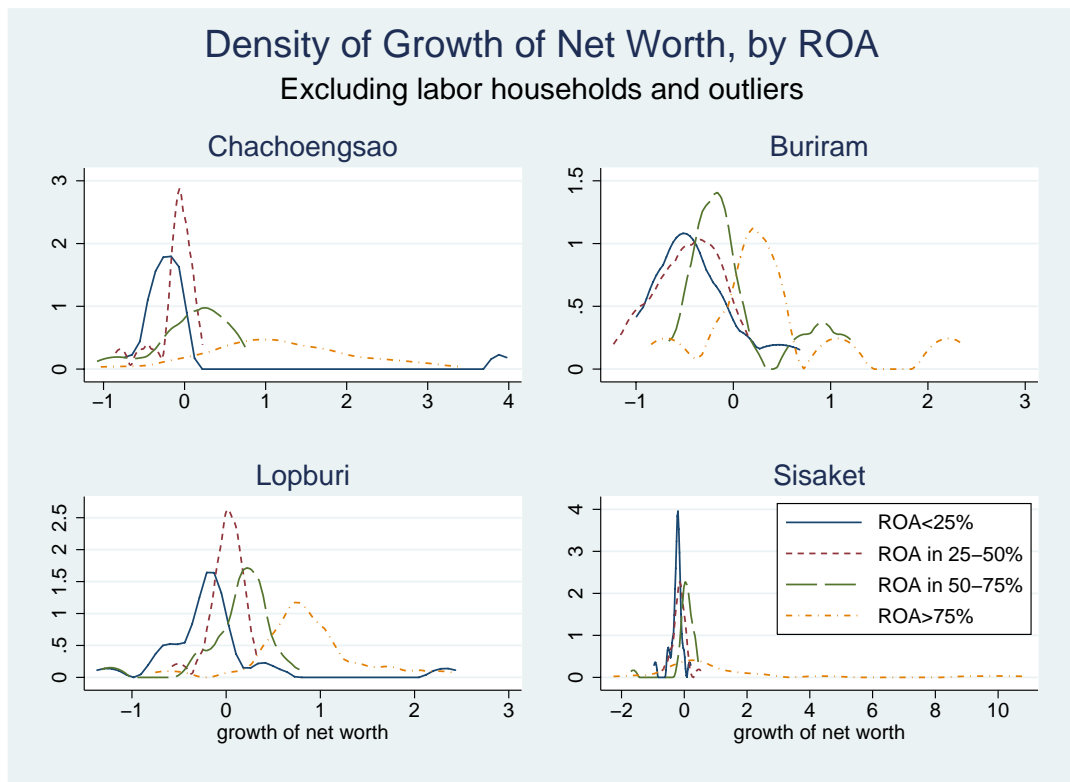 Density of Growth of Net Worth, by ROA
Excluding labor households and outliers
Chachoengsao
3
2
1
0
−1 0 1 2 3 4
Buriram
1.5
1
.5
0
−1 0 1 2 3
Lopburi
2.5
2
1.5
1
.5
0
−1 0 1 2 3
growth of net worth
Sisaket
4
3
2
1
0
−2 0 2 4 6 8 10
growth of net worth
ROA<25%
ROA in 25−50%
ROA in 50−75%
ROA>75%